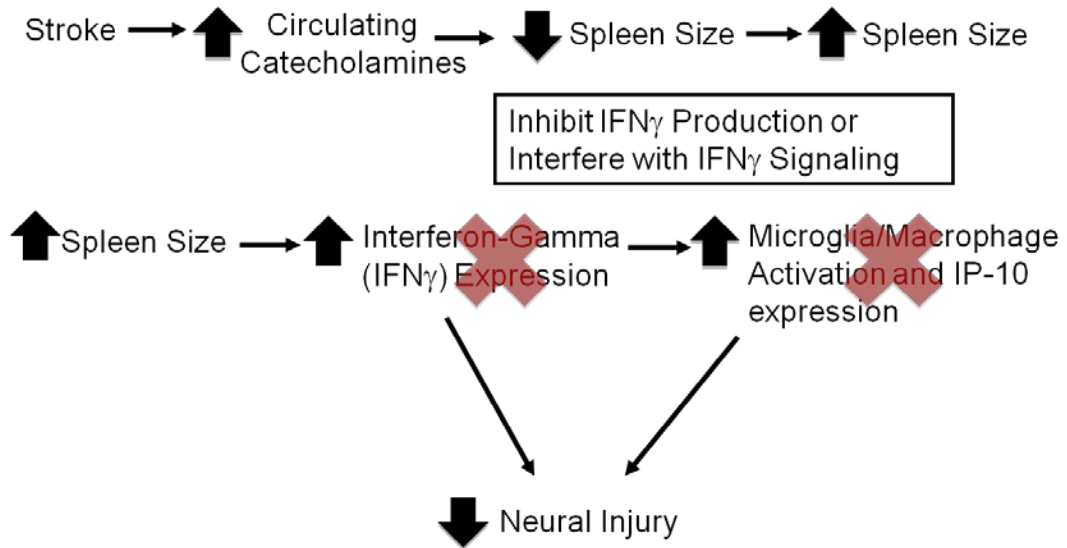 Stroke
Circulating
Catecholamines
Spleen Size
Spleen Size
Inhibit IFNγ Production or
Interfere with IFNγ Signaling
Spleen Size
Interferon-Gamma
(IFNγ) Expression
Microglia/Macrophage
Activation and IP-10
expression
Neural Injury